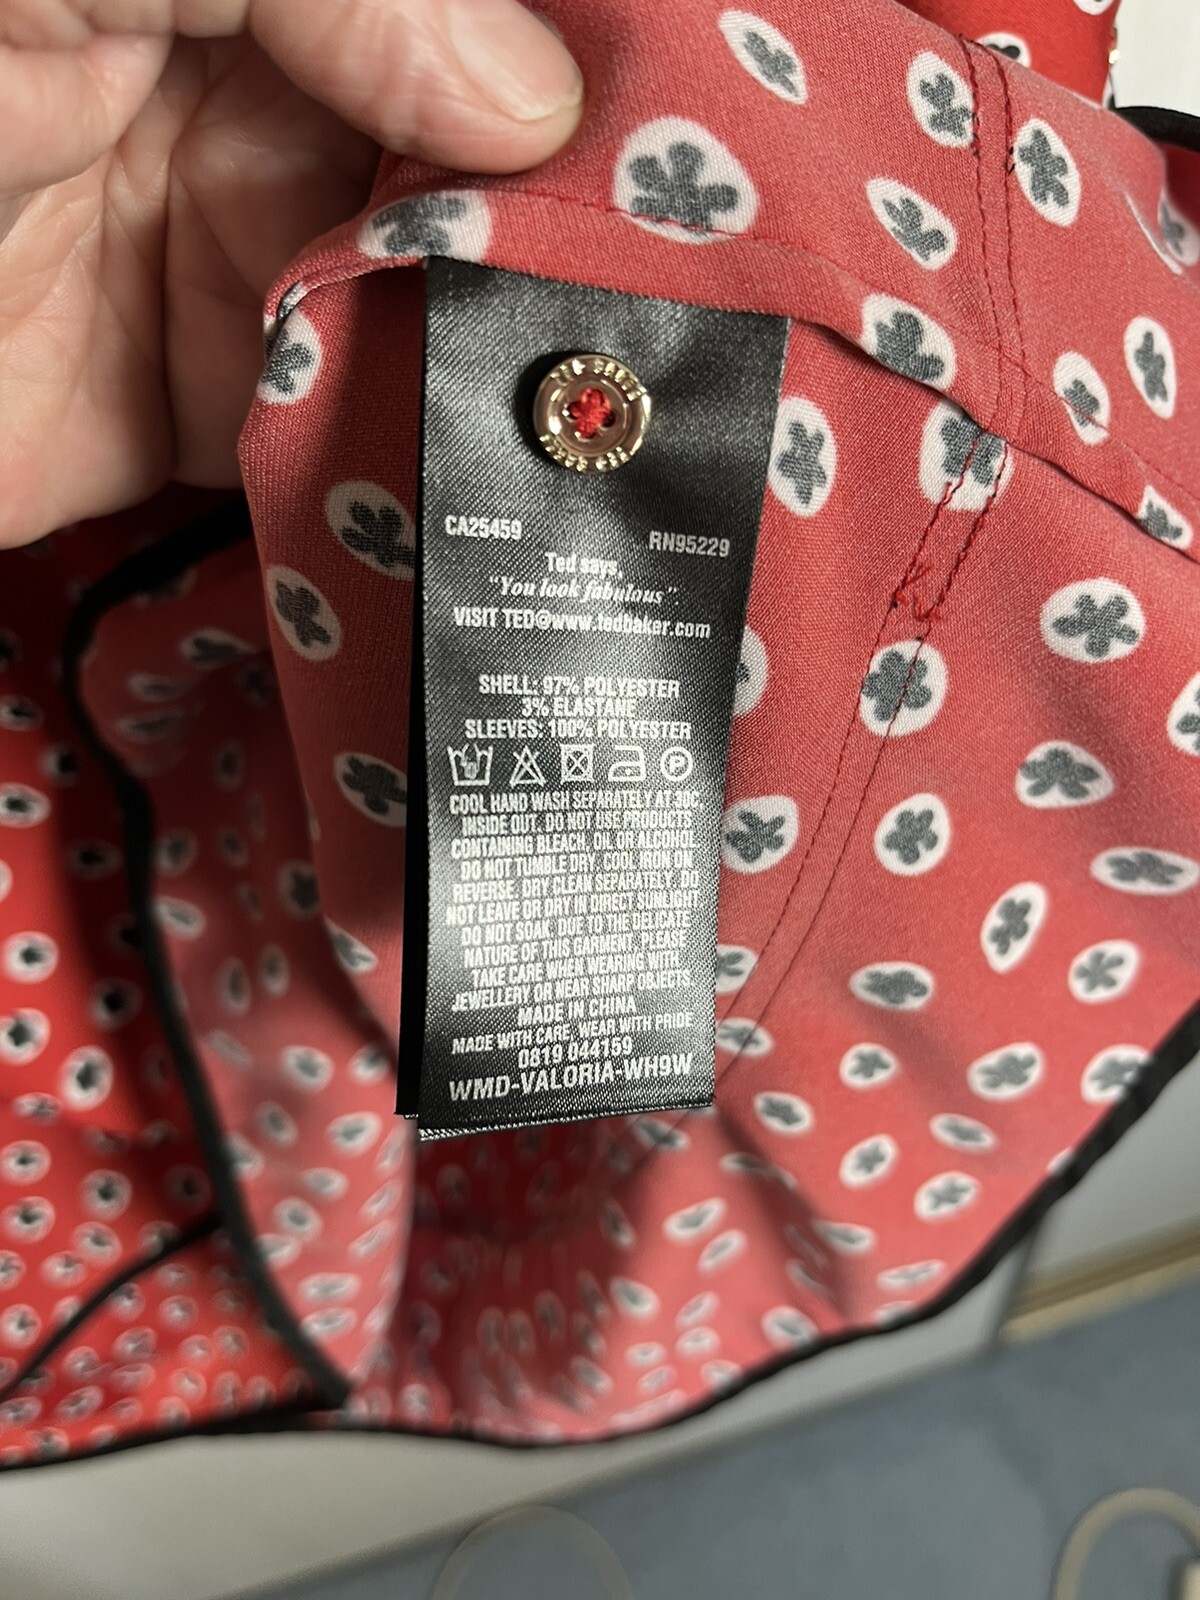 TED BAKER
TED BAKER
CA25459 RN95229
Ted says,
"You look fabulous".
VISIT TED@www.tedbaker.com
SHELL: 97% POLYESTER
3% ELASTANE
SLEEVES: 100% POLYESTER
P
COOL HAND WASH SEPARATELY AT 30C,
INSIDE OUT. DO NOT USE PRODUCTS
CONTAINING BLEACH, OIL OR ALCOHOL.
DO NOT TUMBLE DRY. COOL IRON ON
REVERSE. DRY CLEAN SEPARATELY. DO
NOT LEAVE OR DRY IN DIRECT SUNLIGHT
DO NOT SOAK. DUE TO THE DELICATE
NATURE OF THIS GARMENT, PLEASE
TAKE CARE WHEN WEARING WITH
JEWELLERY OR NEAR SHARP OBJECTS.
MADE IN CHINA
MADE WITH CARE, WEAR WITH PRIDE
0819 044159
WMD-VALORIA-WH9W